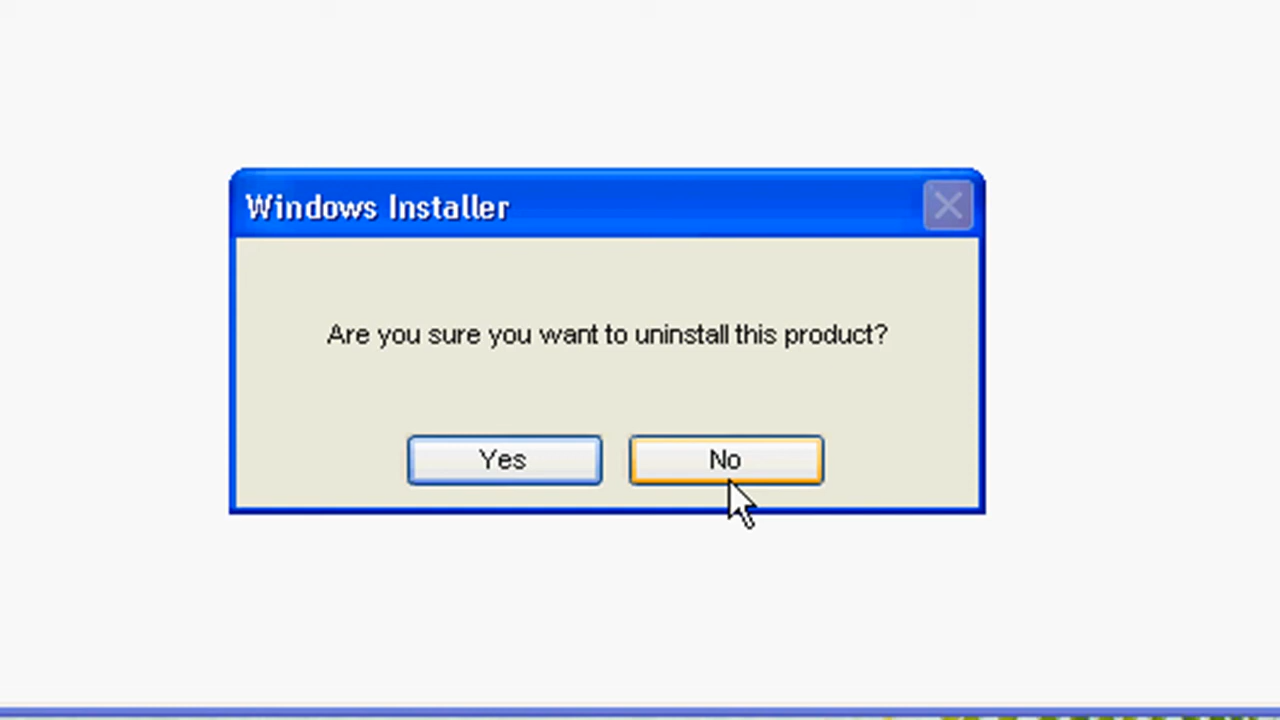 Windows Installer
Are you sure you want to uninstall this product?
Yes No